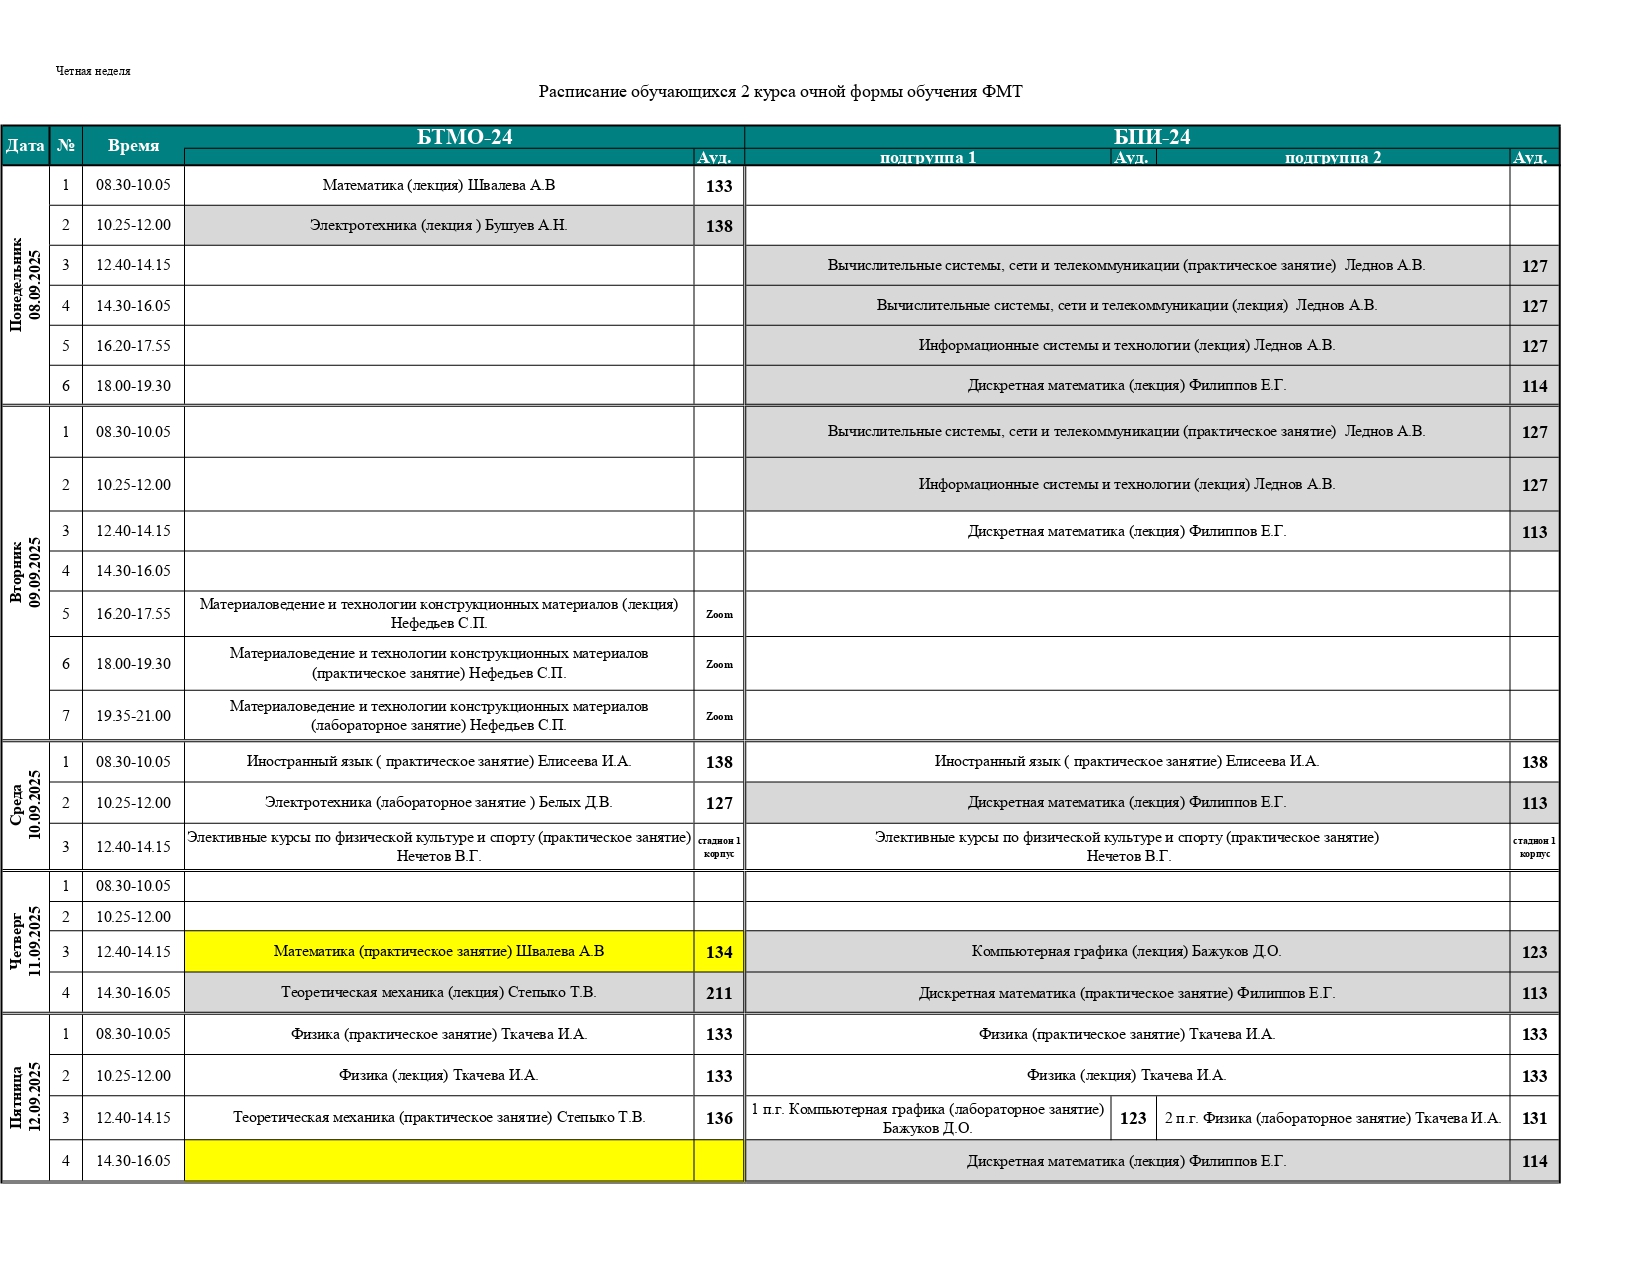 Четная неделя
Расписание обучающихся 2 курса очной формы обучения ФМТ
Дата № Время БТМО-24 БПИ-24
Ауд. подгруппа 1 Ауд. подгруппа 2 Ауд.
Понедельник
08.09.2025
1 08.30-10.05 Математика (лекция) Швалева А.В 133
2 10.25-12.00 Электротехника (лекция ) Бушуев А.Н. 138
3 12.40-14.15 Вычислительные системы, сети и телекоммуникации (практическое занятие) Леднов А.В. 127
4 14.30-16.05 Вычислительные системы, сети и телекоммуникации (лекция) Леднов А.В. 127
5 16.20-17.55 Информационные системы и технологии (лекция) Леднов А.В. 127
6 18.00-19.30 Дискретная математика (лекция) Филиппов Е.Г. 114
Вторник
09.09.2025
1 08.30-10.05 Вычислительные системы, сети и телекоммуникации (практическое занятие) Леднов А.В. 127
2 10.25-12.00 Информационные системы и технологии (лекция) Леднов А.В. 127
3 12.40-14.15 Дискретная математика (лекция) Филиппов Е.Г. 113
4 14.30-16.05
5 16.20-17.55 Материаловедение и технологии конструкционных материалов (лекция)
Нефедьев С.П. Zoom
6 18.00-19.30 Материаловедение и технологии конструкционных материалов
(практическое занятие) Нефедьев С.П. Zoom
7 19.35-21.00 Материаловедение и технологии конструкционных материалов
(лабораторное занятие) Нефедьев С.П. Zoom
Среда
10.09.2025
1 08.30-10.05 Иностранный язык ( практическое занятие) Елисеева И.А. 138 Иностранный язык ( практическое занятие) Елисеева И.А. 138
2 10.25-12.00 Электротехника (лабораторное занятие ) Белых Д.В. 127 Дискретная математика (лекция) Филиппов Е.Г. 113
3 12.40-14.15 Элективные курсы по физической культуре и спорту (практическое занятие)
Нечетов В.Г. стадион 1
корпус
Элективные курсы по физической культуре и спорту (практическое занятие)
Нечетов В.Г. стадион 1
корпус
Четверг
11.09.2025
1 08.30-10.05
2 10.25-12.00
3 12.40-14.15 Математика (практическое занятие) Швалева А.В 134 Компьютерная графика (лекция) Бажуков Д.О. 123
4 14.30-16.05 Теоретическая механика (лекция) Степыко Т.В. 211 Дискретная математика (практическое занятие) Филиппов Е.Г. 113
Пятница
12.09.2025
1 08.30-10.05 Физика (практическое занятие) Ткачева И.А. 133 Физика (практическое занятие) Ткачева И.А. 133
2 10.25-12.00 Физика (лекция) Ткачева И.А. 133 Физика (лекция) Ткачева И.А. 133
3 12.40-14.15 Теоретическая механика (практическое занятие) Степыко Т.В. 136 1 п.г. Компьютерная графика (лабораторное занятие)
Бажуков Д.О. 123 2 п.г. Физика (лабораторное занятие) Ткачева И.А. 131
4 14.30-16.05 Дискретная математика (лекция) Филиппов Е.Г. 114